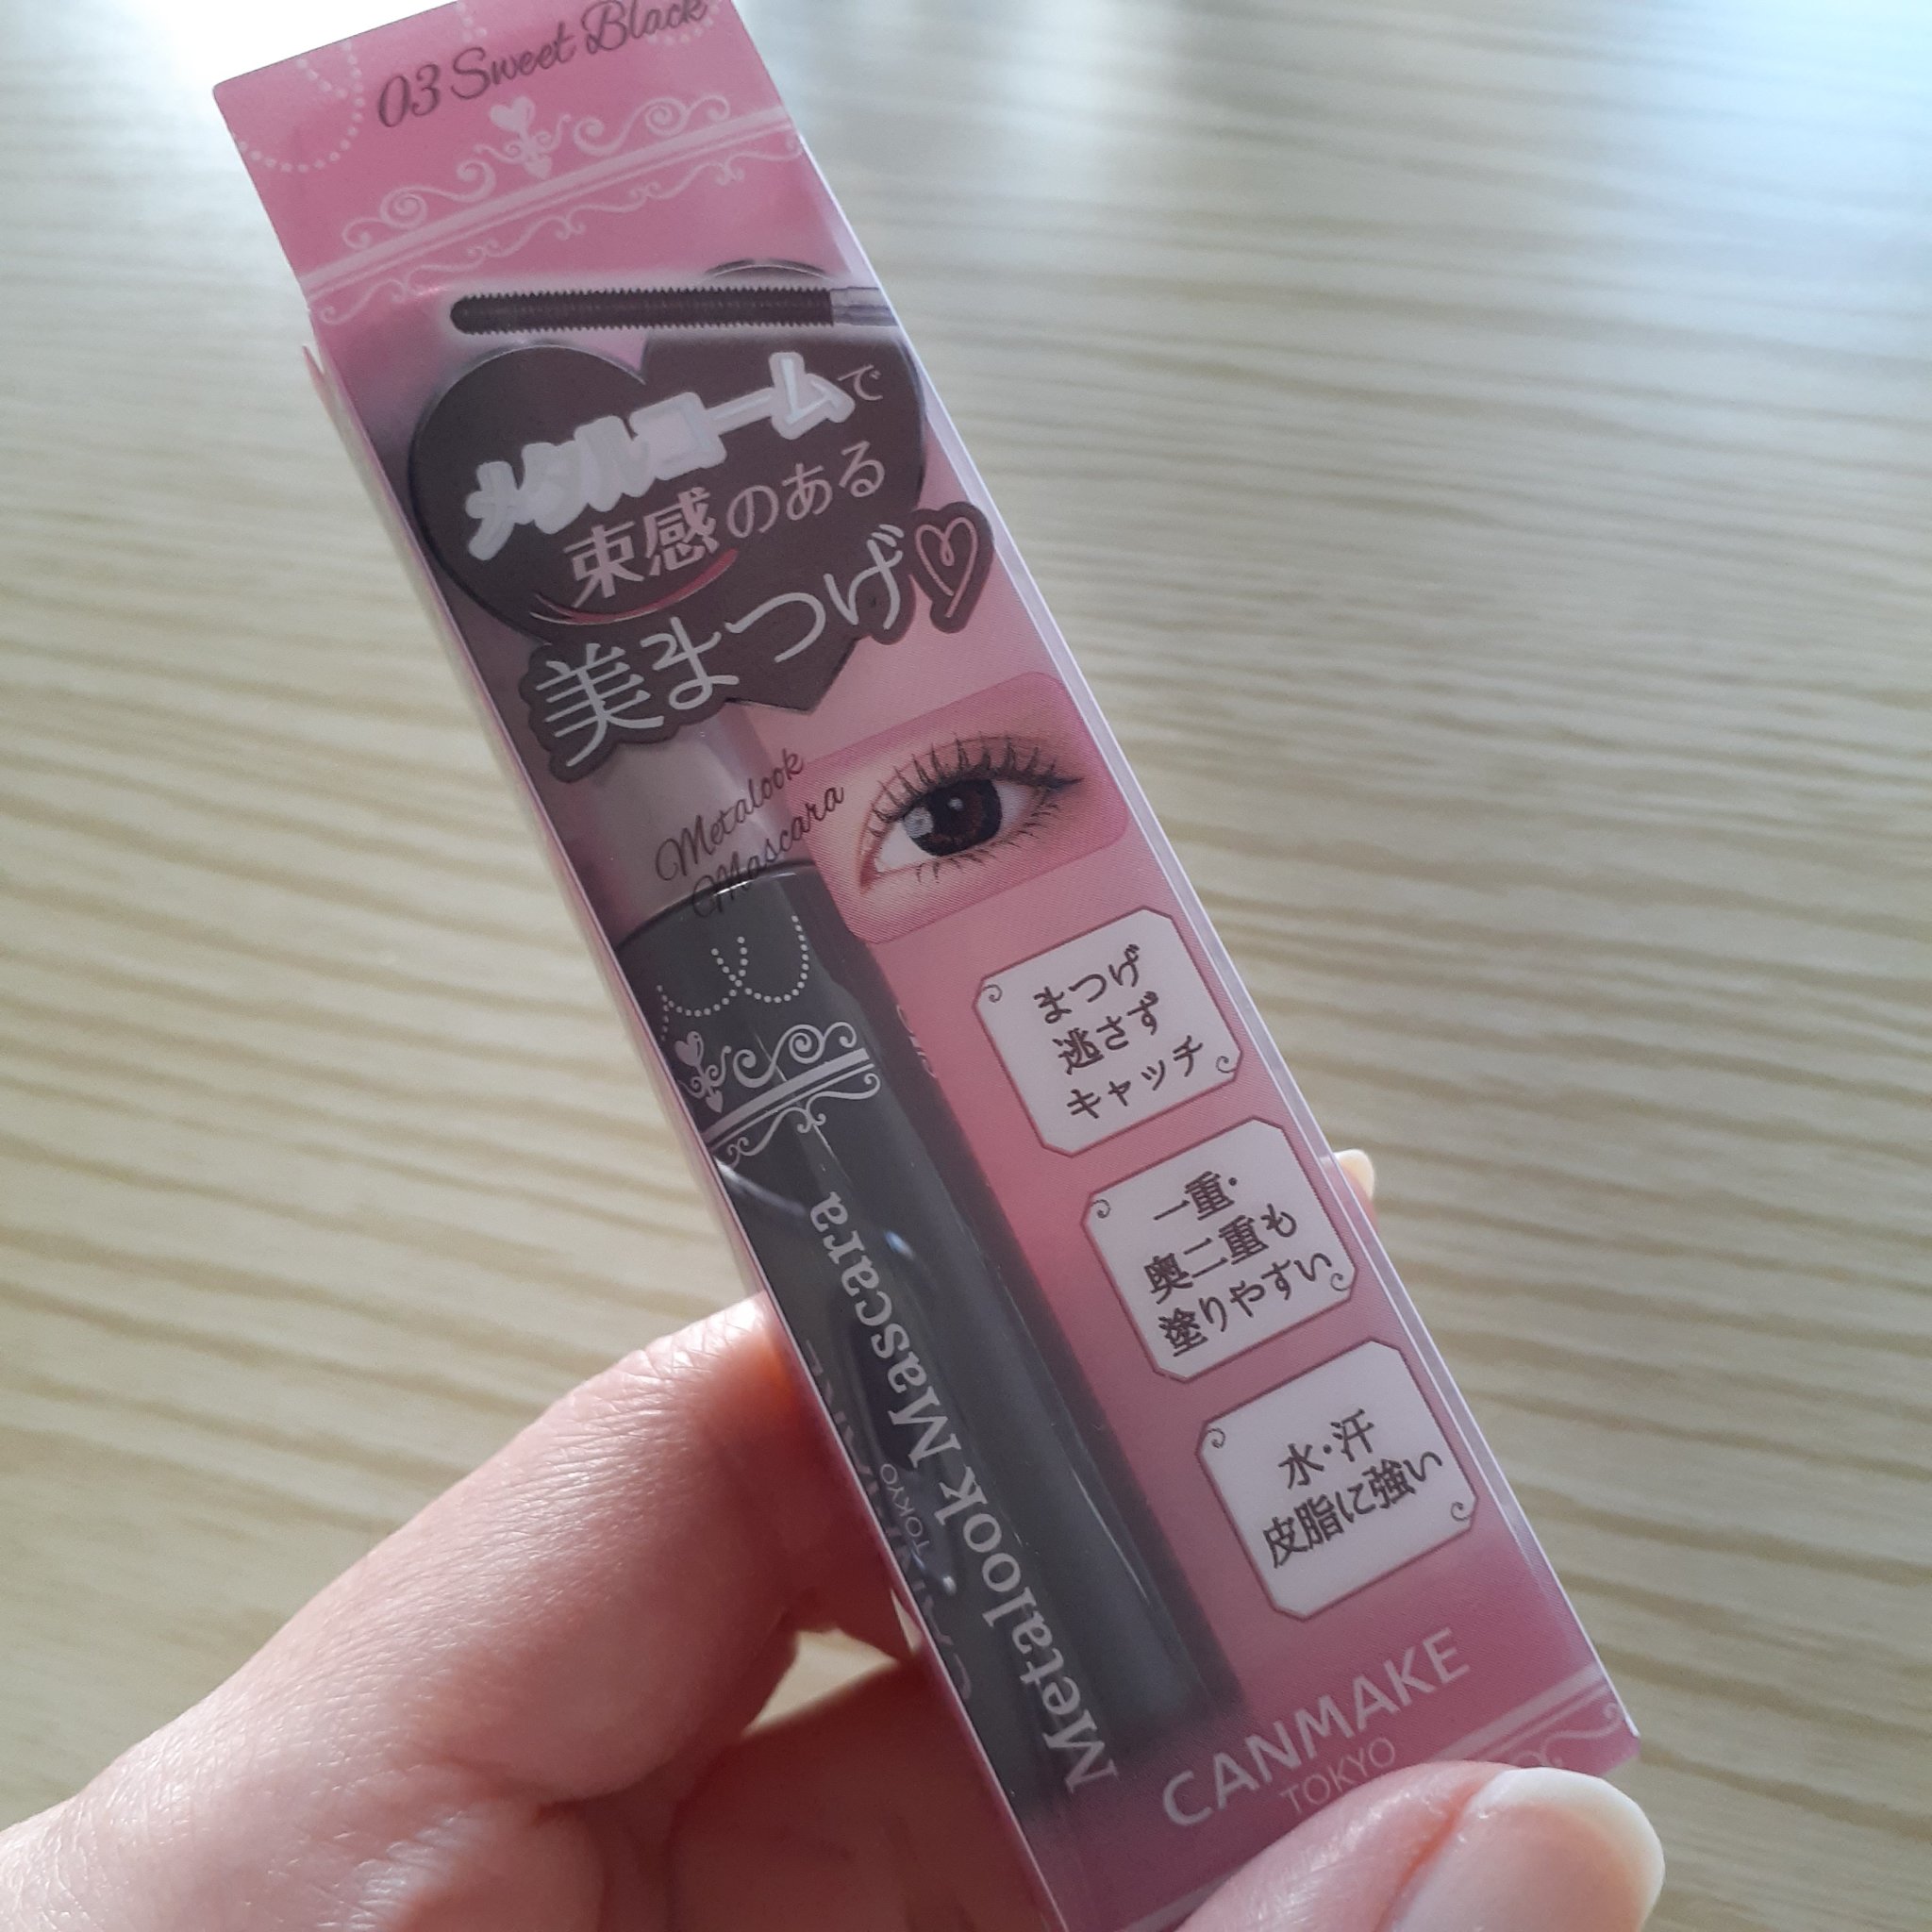 03 Sweet Black
メタルコームで
束感のある
美まつげ♡
Metalook
Mascara
まつげ
逃さず
キャッチ
一重・
奥二重も
塗りやすい
水・汗
皮脂に強い
Metalook Mascara
TOKYO
CANMAKE
TOKYO